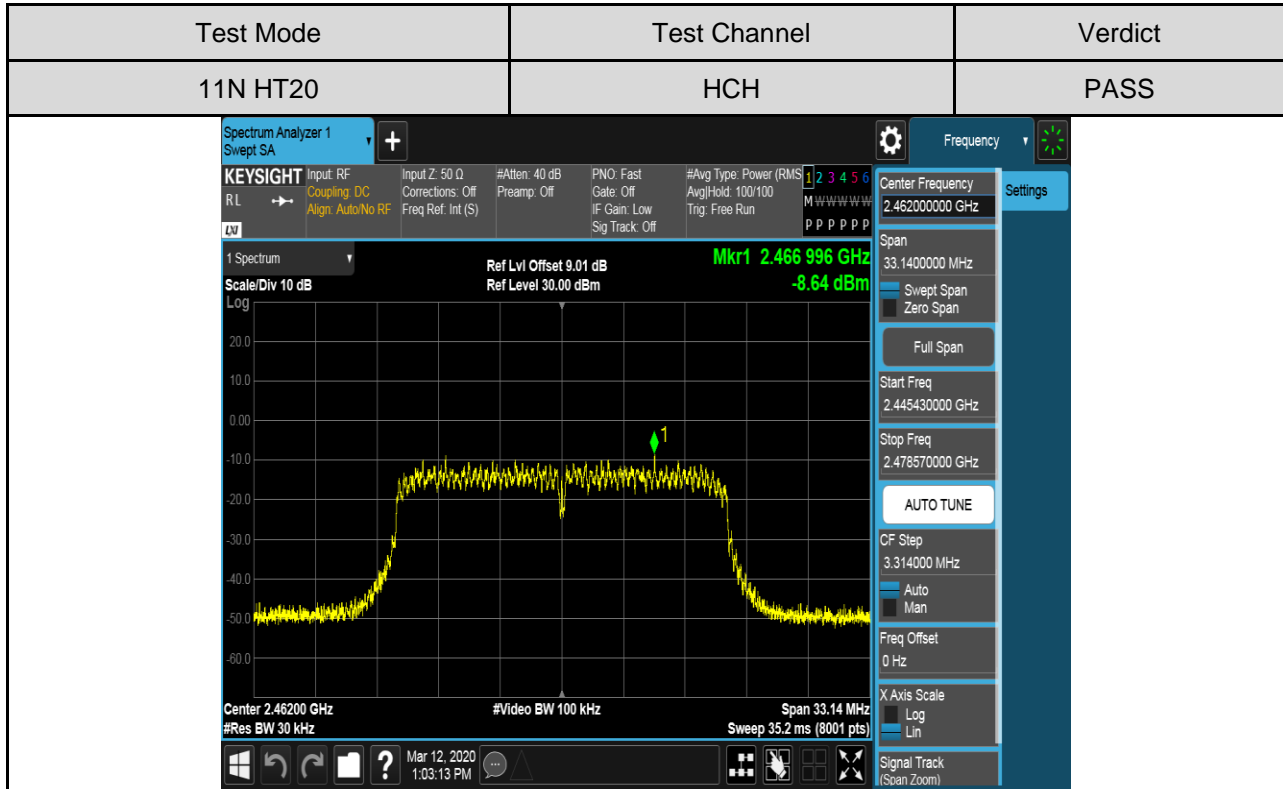 Test Mode Test Channel Verdict
11N HT20 HCH PASS
Spectrum Analyzer 1
Swept SA
Frequency
KEYSIGHT
RL
LXI
Input: RF
Coupling: DC
Align: Auto/No RF
Input Z: 50 Ω
Corrections: Off
Freq Ref: Int (S)
#Atten: 40 dB
Preamp: Off
PNO: Fast
Gate: Off
IF Gain: Low
Sig Track: Off
#Avg Type: Power (RMS
Avg|Hold: 100/100
Trig: Free Run
1 2 3 4 5 6
M W W W W W
P P P P P P
1 Spectrum
Scale/Div 10 dB
Ref Lvl Offset 9.01 dB
Ref Level 30.00 dBm
Mkr1 2.466 996 GHz
-8.64 dBm
Log
20.0
10.0
0.00
-10.0
-20.0
-30.0
-40.0
-50.0
-60.0
1
Center 2.46200 GHz
#Res BW 30 kHz
#Video BW 100 kHz
Span 33.14 MHz
Sweep 35.2 ms (8001 pts)
Mar 12, 2020
1:03:13 PM
Center Frequency
2.462000000 GHz
Settings
Span
33.1400000 MHz
Swept Span
Zero Span
Full Span
Start Freq
2.445430000 GHz
Stop Freq
2.478570000 GHz
AUTO TUNE
CF Step
3.314000 MHz
Auto
Man
Freq Offset
0 Hz
X Axis Scale
Log
Lin
Signal Track
(Span Zoom)